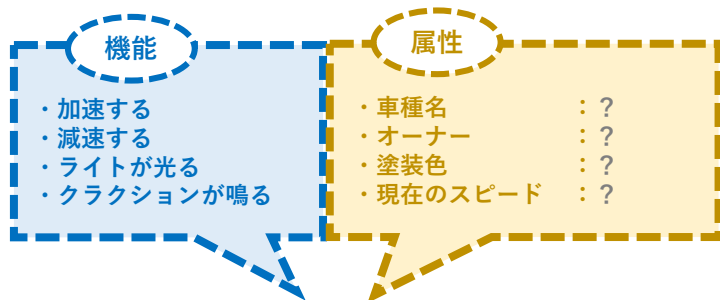 機能
・加速する
・減速する
・ライトが光る
・クラクションが鳴る
属性
・車種名 ：？
・オーナー ：？
・塗装色 ：？
・現在のスピード ：？